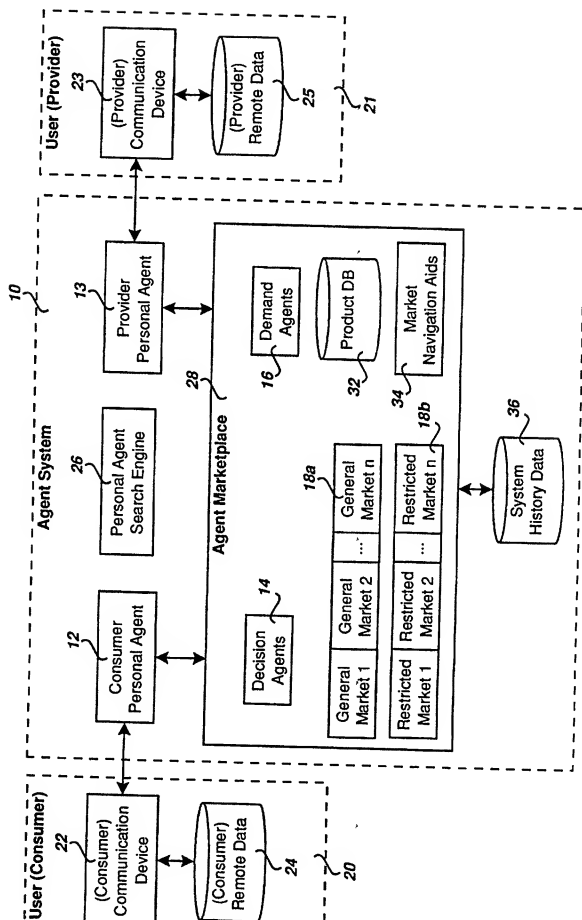 User (Consumer)
22
(Consumer)
Communication
Device
(Consumer)
Remote Data
24
20
Agent System
10
12
Consumer
Personal Agent
26
Personal Agent
Search Engine
13
Provider
Personal Agent
28
Agent Marketplace
14
Decision
Agents
Demand
Agents
16
Product DB
32
Market
Navigation Aids
34
18a
General
Market 1
General
Market 2
....
General
Market n
18b
Restricted
Market 1
Restricted
Market 2
...
Restricted
Market n
36
System
History Data
User (Provider)
23
(Provider)
Communication
Device
(Provider)
Remote Data
25
21